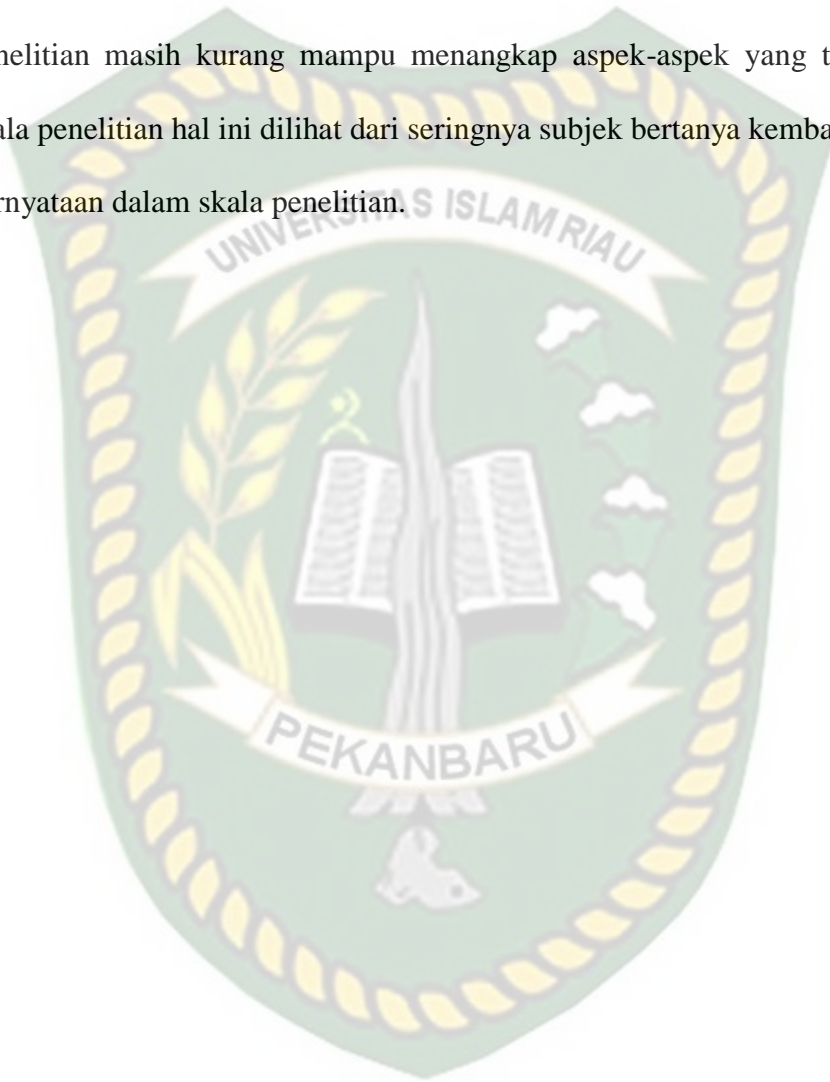 nelitian masih kurang mampu menangkap aspek-aspek yang t
ala penelitian hal ini dilihat dari seringnya subjek bertanya kemba
rnyataan dalam skala penelitian.
UNIVERSITAS ISLAM RIAU
PEKANBARU